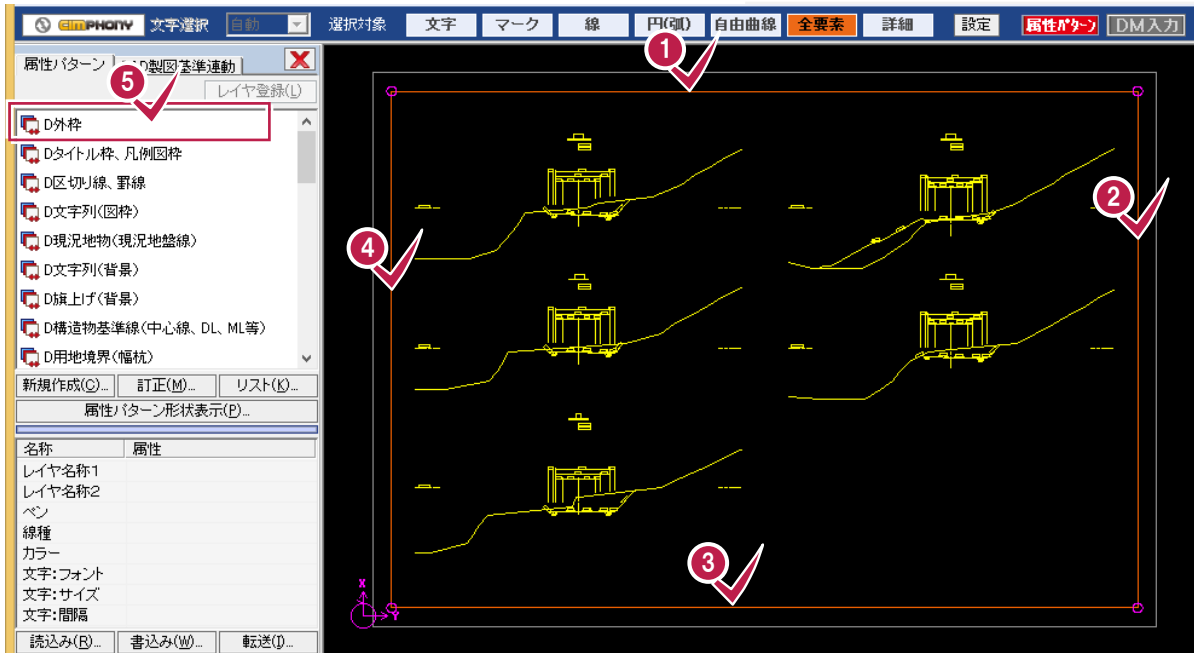 aimPHONY 文字選択 自動 選択対象 文字 マーク 線 円(弧) 自由曲線 全要素 詳細 設定 属性パターン DM入力
属性パターン 製図基準連動
レイヤ登録(L)
D外枠
Dタイトル枠、凡例図枠
D区切り線、罫線
D文字列(図枠)
D現況地物(現況地盤線)
D文字列(背景)
D旗上げ(背景)
D構造物基準線(中心線、DL、ML等)
D用地境界(幅杭)
新規作成(C)... 訂正(M)... リスト(K)...
属性パターン形状表示(P)...
名称 属性
レイヤ名称1
レイヤ名称2
ペン
線種
カラー
文字:フォント
文字:サイズ
文字:間隔
読込み(R)... 書込み(W)... 転送(I)...
1
2
3
4
5
X
Y